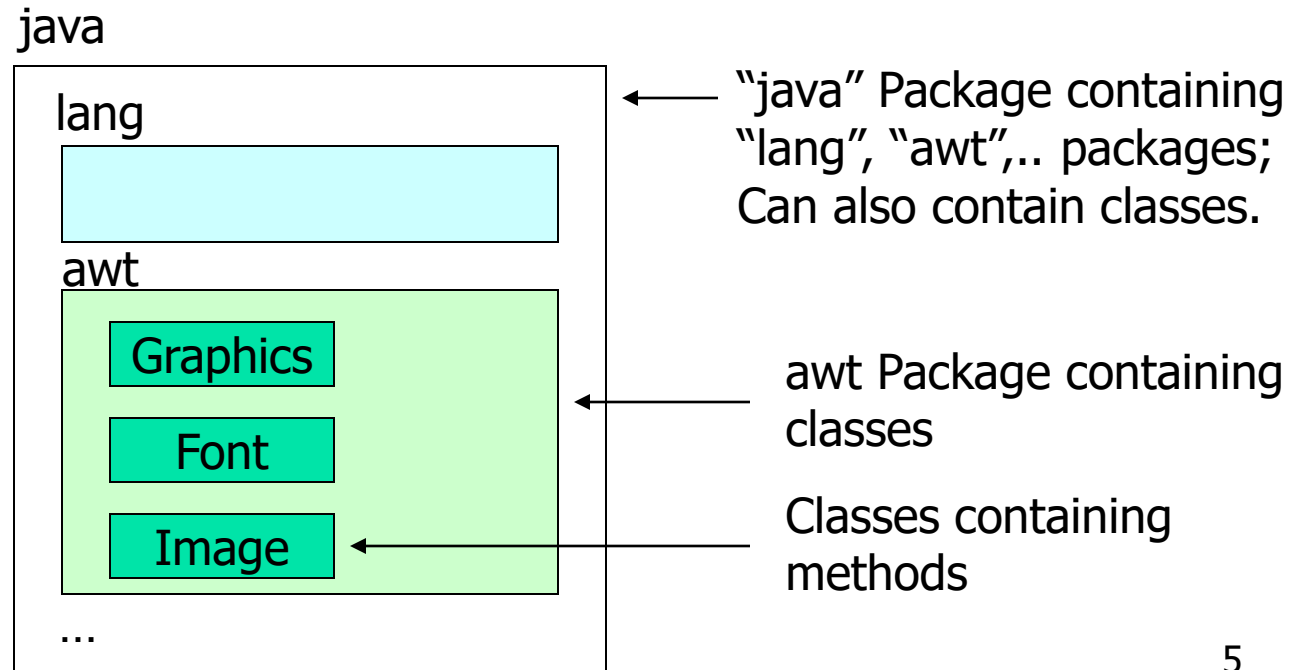 java
lang
awt
Graphics
Font
Image
...
“java” Package containing
“lang”, “awt”,.. packages;
Can also contain classes.
awt Package containing
classes
Classes containing
methods
5